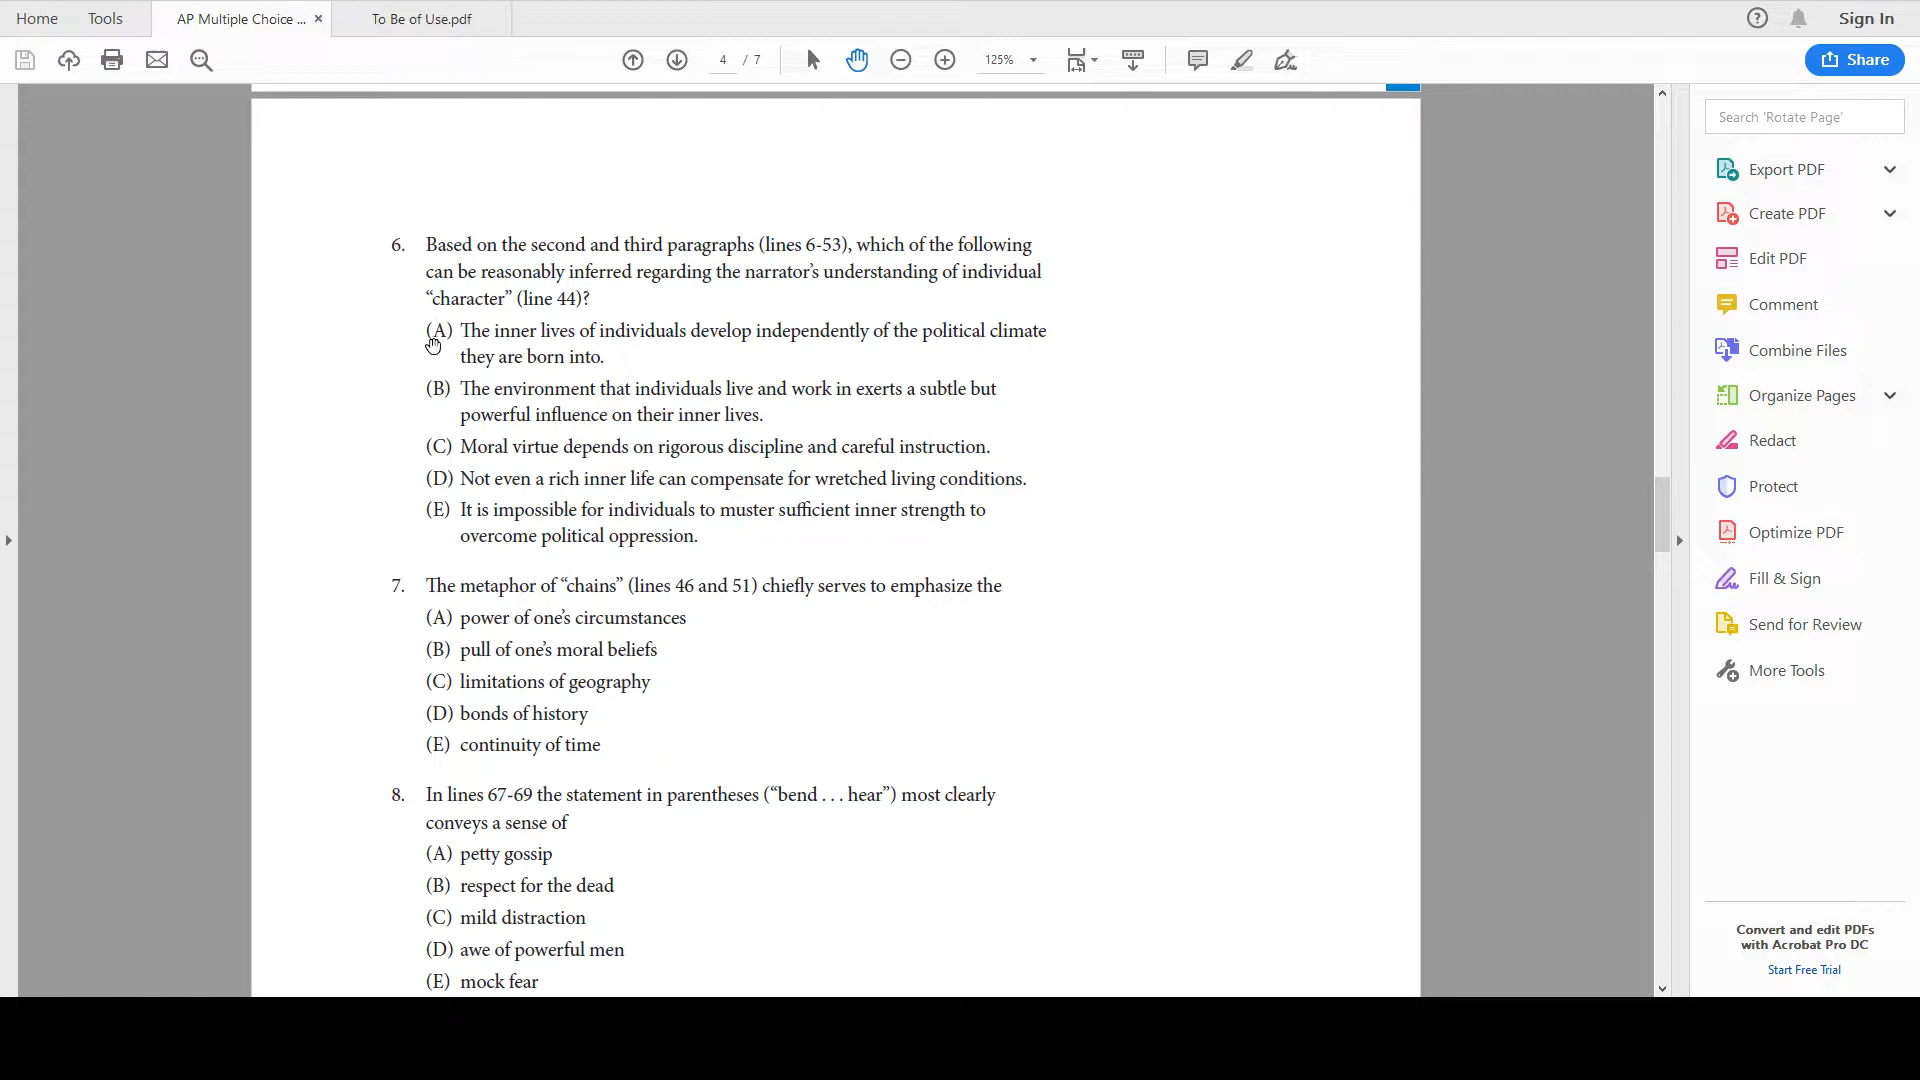 Home
Tools
AP Multiple Choice ... ×
To Be of Use.pdf
Sign In
4 / 7
125%
Share
Search 'Rotate Page'
Export PDF
Create PDF
Edit PDF
Comment
Combine Files
Organize Pages
Redact
Protect
Optimize PDF
Fill & Sign
Send for Review
More Tools
Convert and edit PDFs
with Acrobat Pro DC
Start Free Trial
6. Based on the second and third paragraphs (lines 6-53), which of the following
can be reasonably inferred regarding the narrator’s understanding of individual
“character” (line 44)?
(A) The inner lives of individuals develop independently of the political climate
they are born into.
(B) The environment that individuals live and work in exerts a subtle but
powerful influence on their inner lives.
(C) Moral virtue depends on rigorous discipline and careful instruction.
(D) Not even a rich inner life can compensate for wretched living conditions.
(E) It is impossible for individuals to muster sufficient inner strength to
overcome political oppression.
7. The metaphor of “chains” (lines 46 and 51) chiefly serves to emphasize the
(A) power of one’s circumstances
(B) pull of one’s moral beliefs
(C) limitations of geography
(D) bonds of history
(E) continuity of time
8. In lines 67-69 the statement in parentheses (“bend . . . hear”) most clearly
conveys a sense of
(A) petty gossip
(B) respect for the dead
(C) mild distraction
(D) awe of powerful men
(E) mock fear